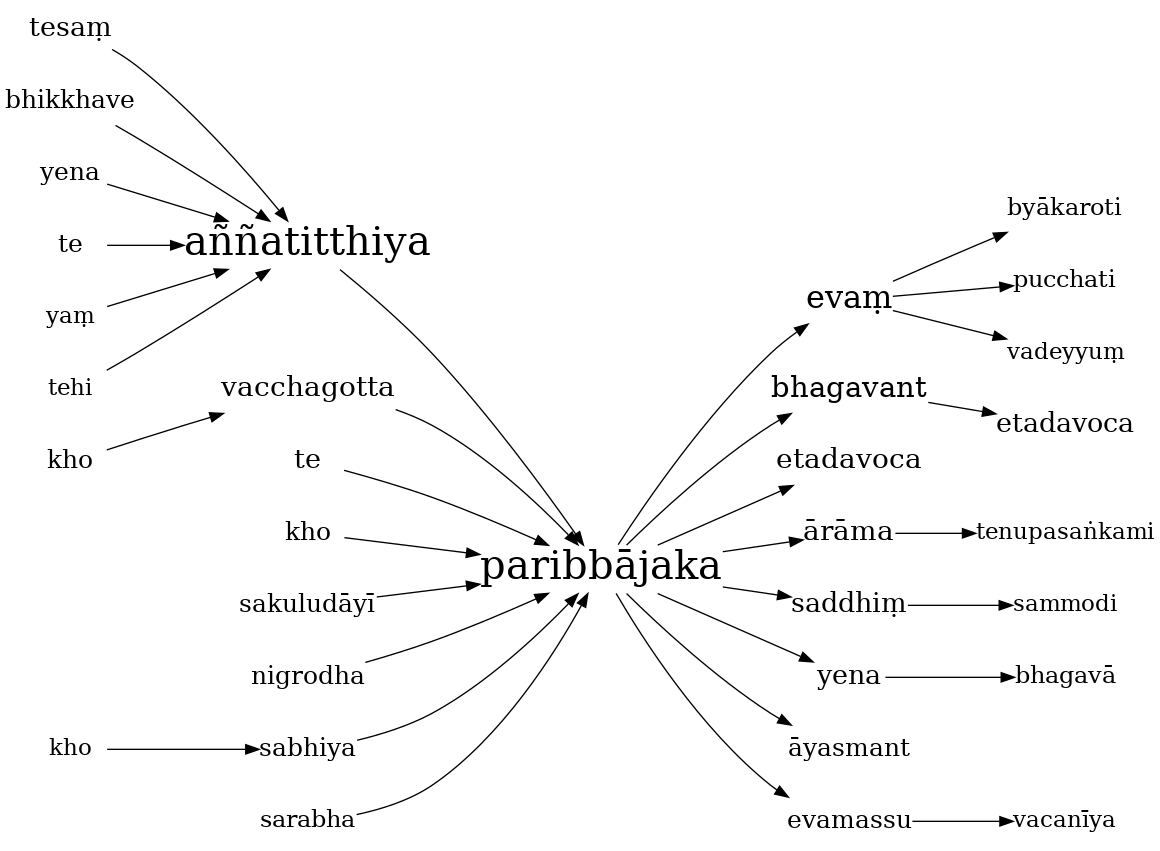 tesaṃ
bhikkhave
yena
te
yaṃ
tehi
kho
aññatitthiya
vacchagotta
te
kho
sakuludāyī
nigrodha
kho
sabhiya
sarabha
paribbājaka
evaṃ
bhagavant
etadavoca
ārāma
saddhiṃ
yena
āyasmant
evamassu
byākaroti
pucchati
vadeyyuṃ
etadavoca
tenupasaṅkami
sammodi
bhagavā
vacanīya